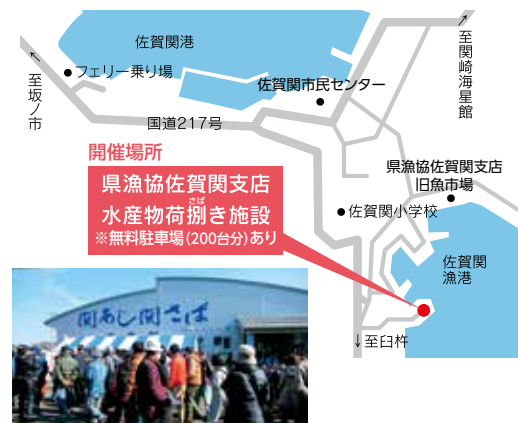 佐賀関港
↗至関崎海星館
↖至坂ノ市
フェリー乗り場
佐賀関市民センター
国道217号
開催場所
県漁協佐賀関支店
水産物荷捌き施設
さば
※無料駐車場（200台分）あり
県漁協佐賀関支店
旧魚市場
佐賀関小学校
佐賀関
漁港
↓至臼杵
関あじ関さば